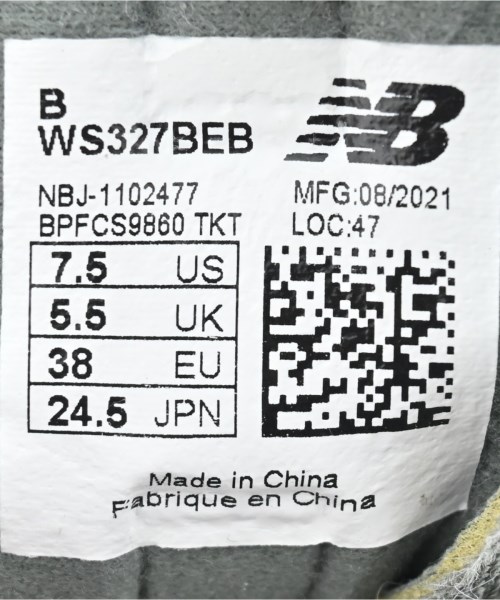 B
WS327BEB
NB
NBJ-1102477
BPFCS9860 TKT
MFG:08/2021
LOC:47
7.5 US
5.5 UK
38 EU
24.5 JPN
Made in China
Fabrique en China